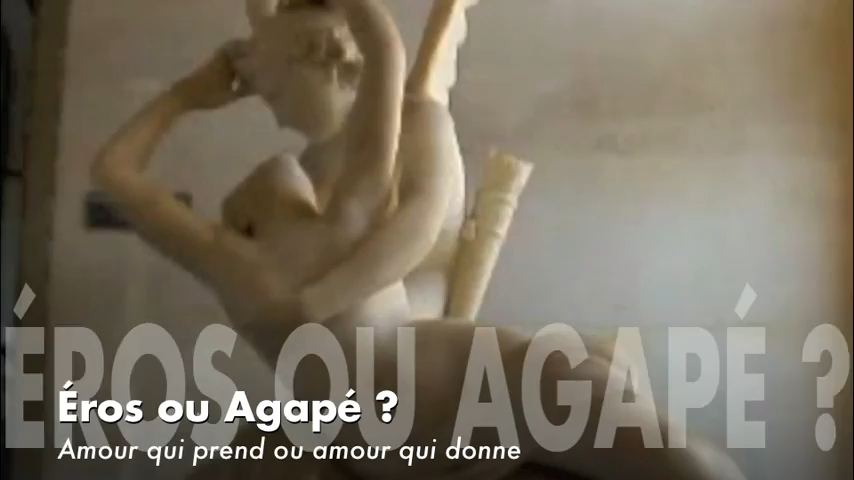 ÉROS OU AGAPÉ ?
Éros ou Agapé ?
Amour qui prend ou amour qui donne